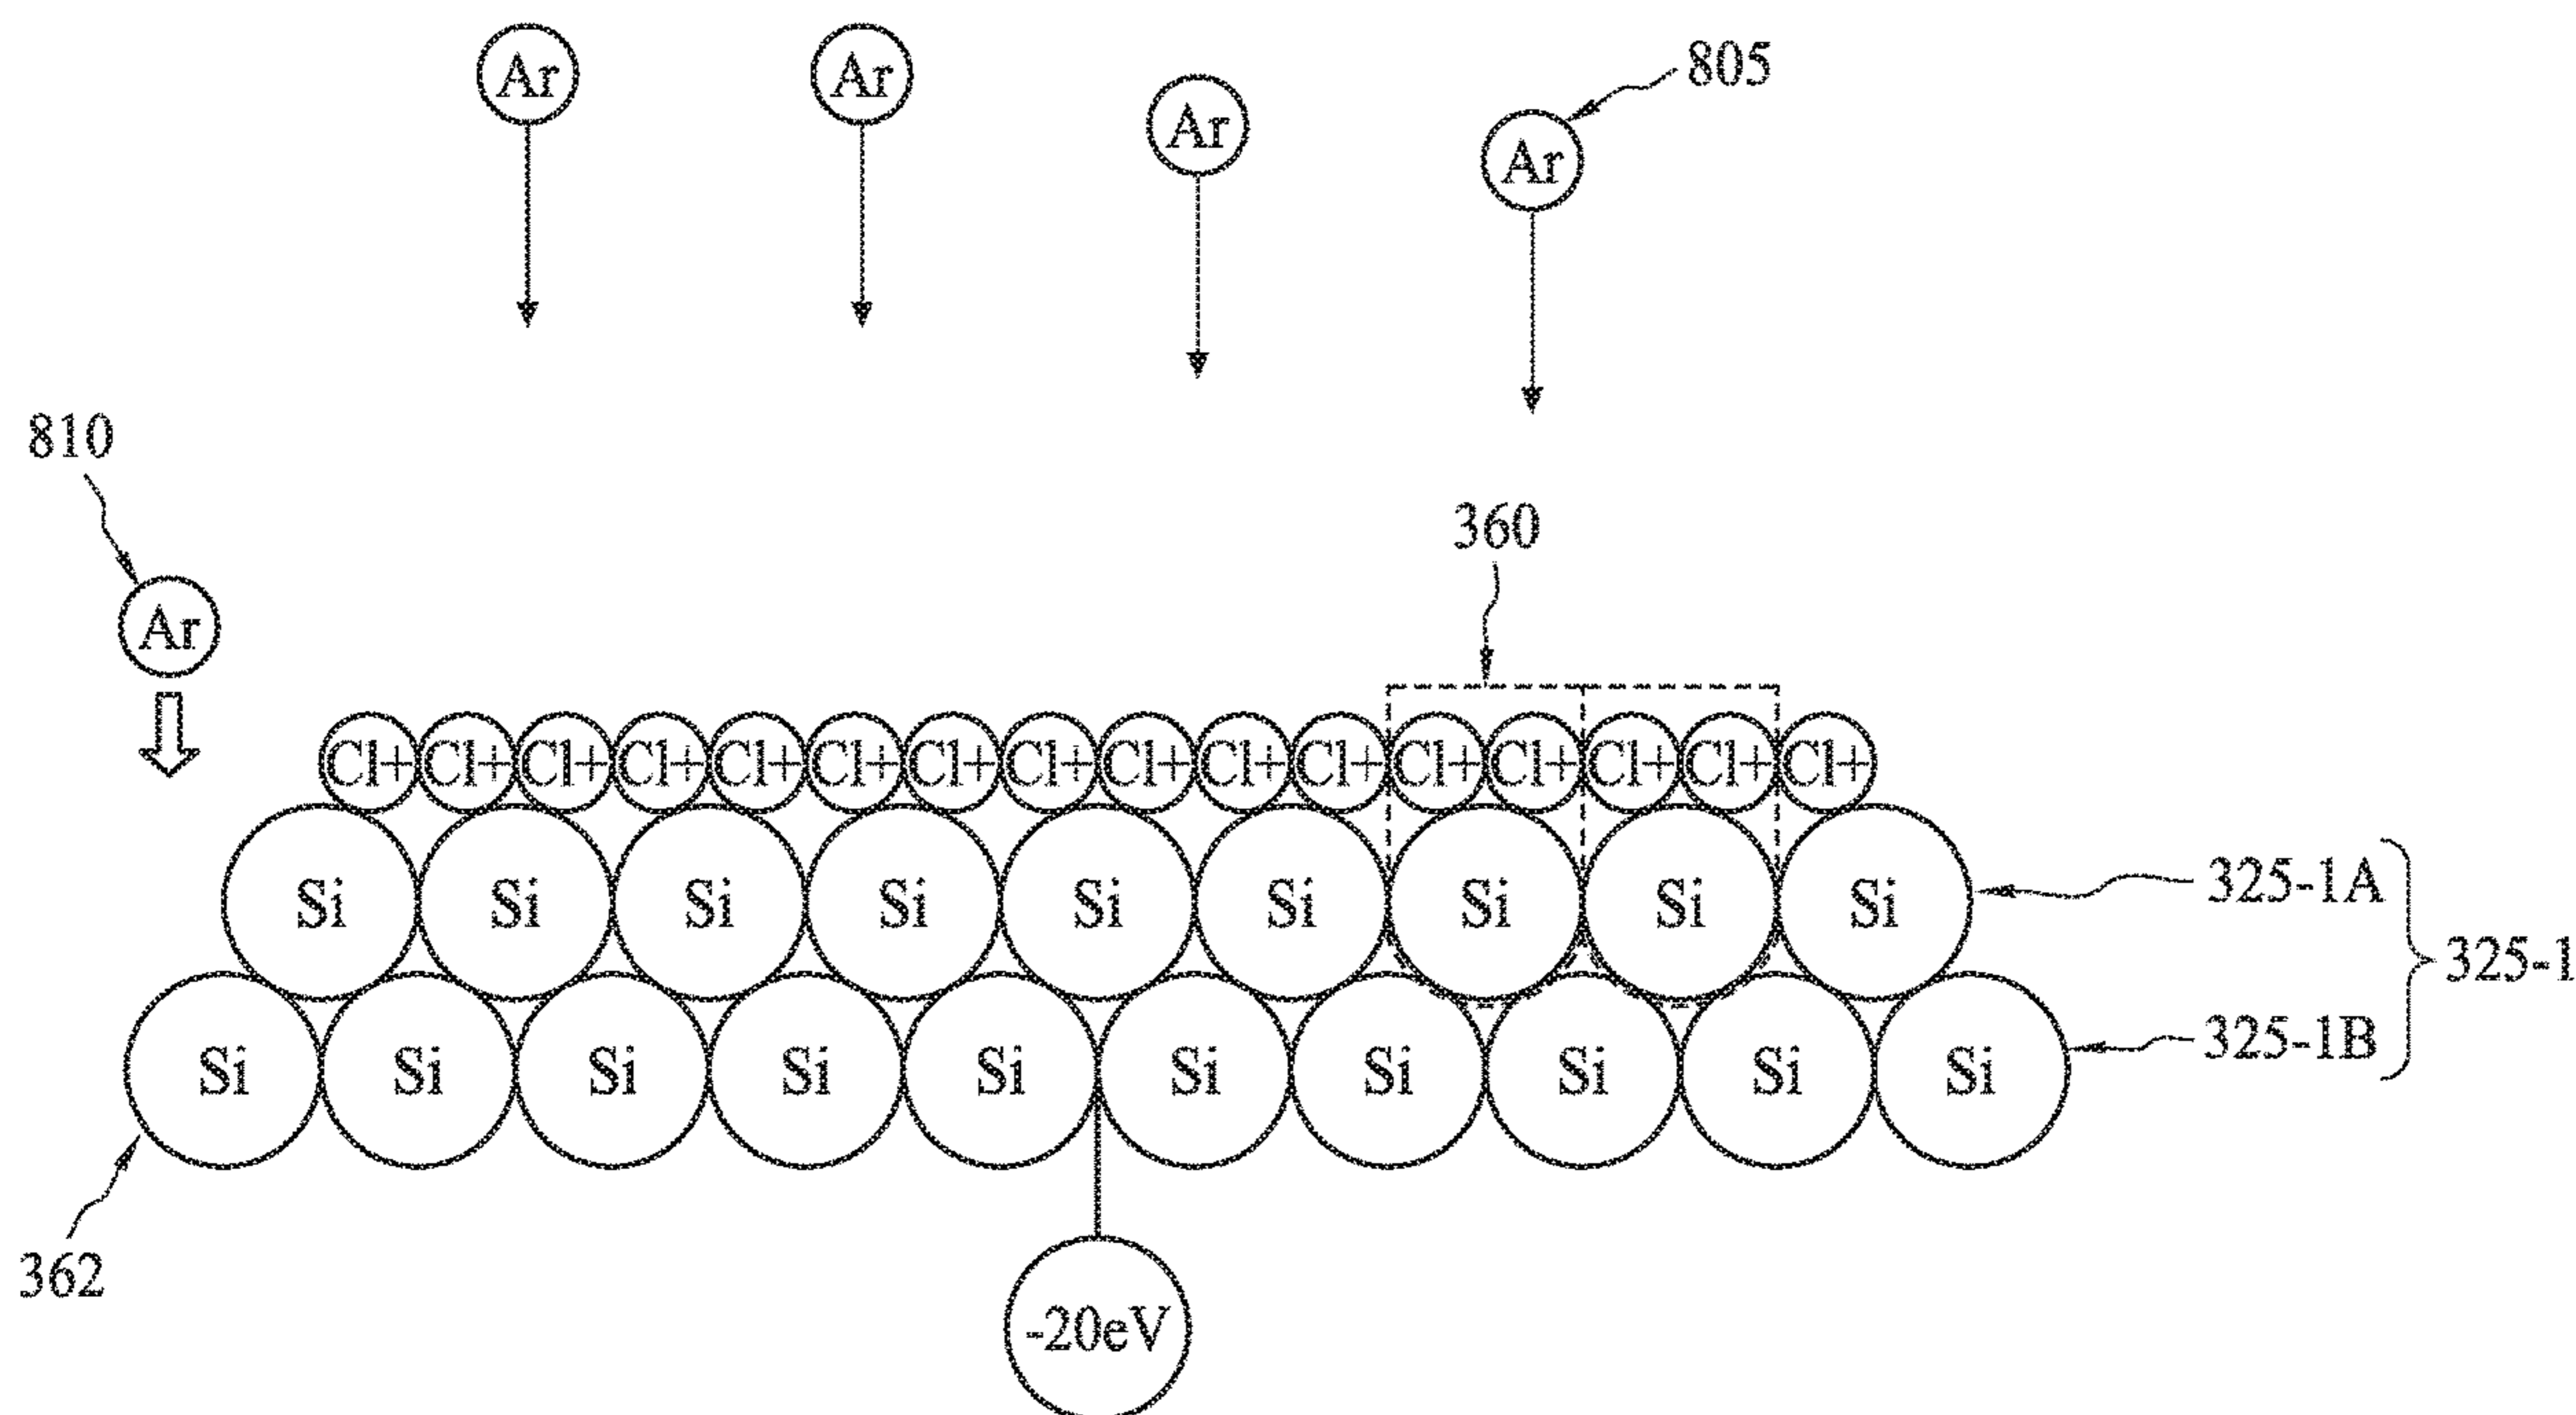 Ar Ar Ar Ar 805
810
Ar
360
Cl+ Cl+ Cl+ Cl+ Cl+ Cl+ Cl+ Cl+ Cl+ Cl+ Cl+ Cl+ Cl+ Cl+ Cl+ Cl+
Si Si Si Si Si Si Si Si Si 325-1A
325-1
Si Si Si Si Si Si Si Si Si Si 325-1B
362
-20eV